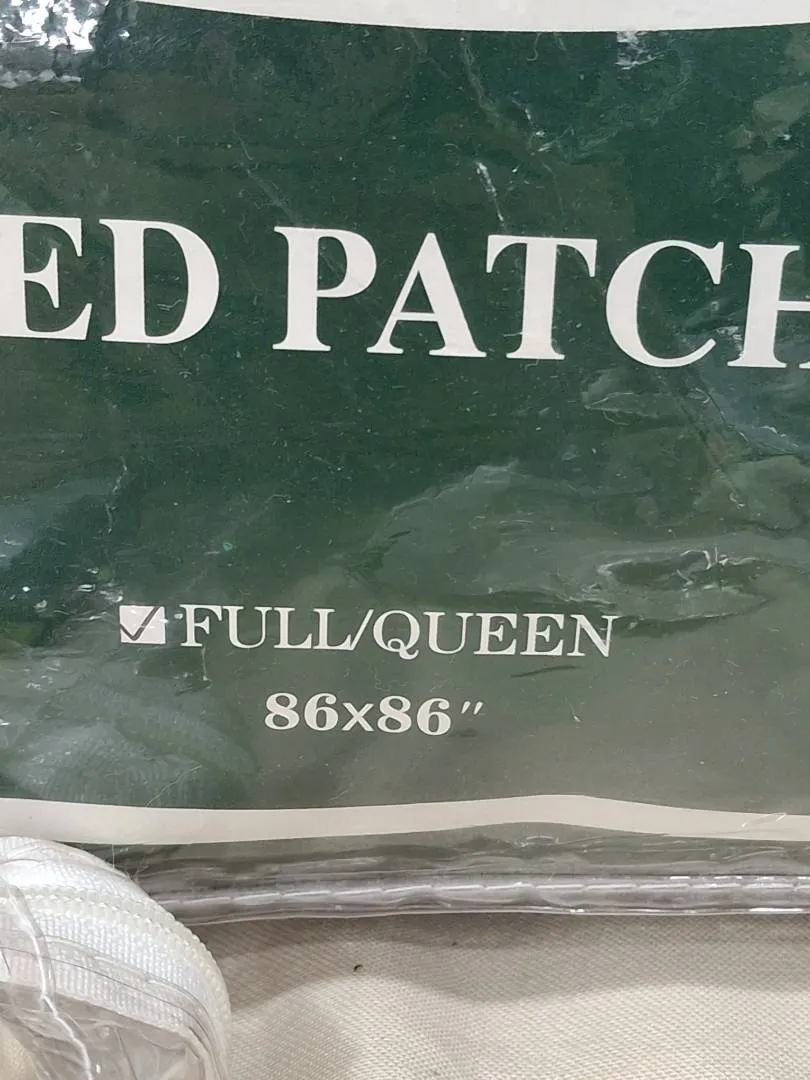 ED PATCH
FULL/QUEEN
86x86"